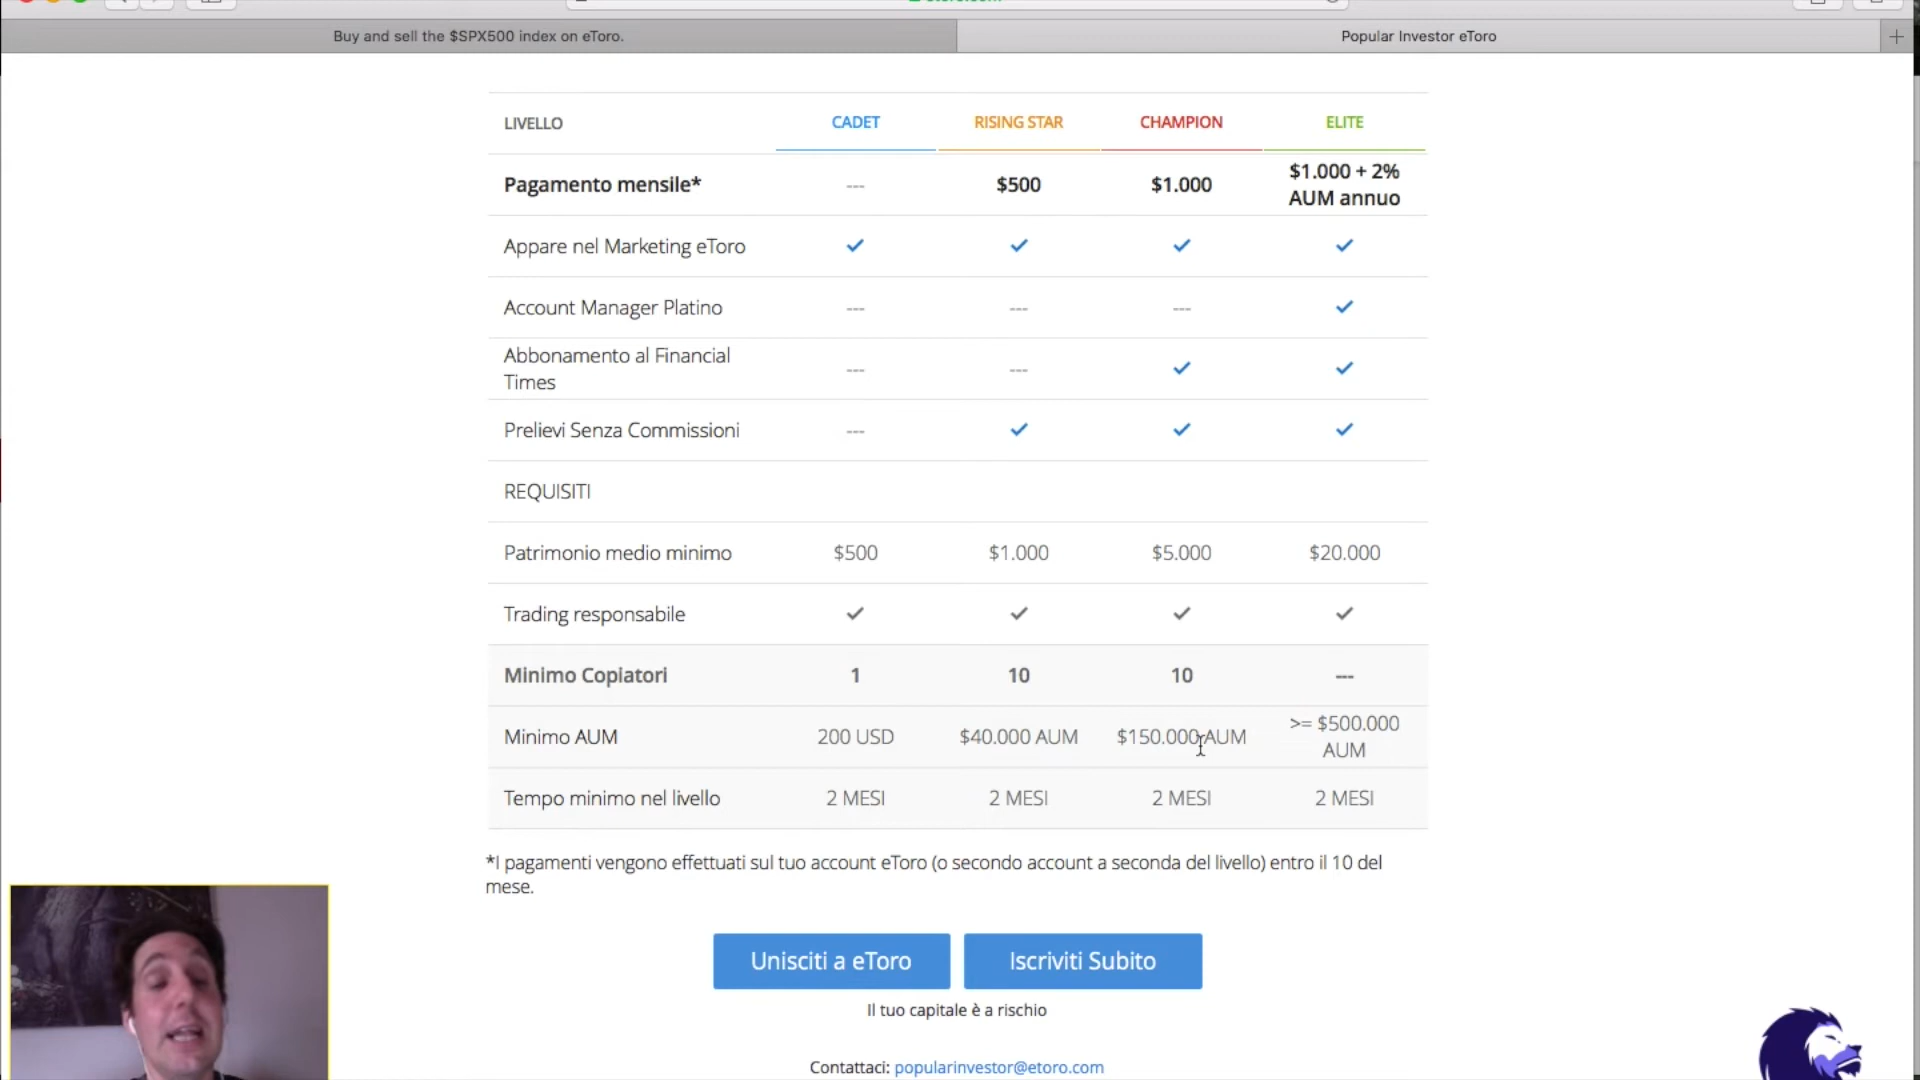 Buy and sell the $SPX500 index on eToro.
Popular Investor eToro
LIVELLO CADET RISING STAR CHAMPION ELITE
Pagamento mensile* --- $500 $1.000 $1.000 + 2% AUM annuo
Appare nel Marketing eToro
Account Manager Platino --- --- ---
Abbonamento al Financial Times --- ---
Prelievi Senza Commissioni ---
REQUISITI
Patrimonio medio minimo $500 $1.000 $5.000 $20.000
Trading responsabile
Minimo Copiatori 1 10 10 ---
Minimo AUM 200 USD $40.000 AUM $150.000 AUM >= $500.000 AUM
Tempo minimo nel livello 2 MESI 2 MESI 2 MESI 2 MESI
*I pagamenti vengono effettuati sul tuo account eToro (o secondo account a seconda del livello) entro il 10 del
mese.
Unisciti a eToro Iscriviti Subito
Il tuo capitale è a rischio
Contattaci: popularinvestor@etoro.com